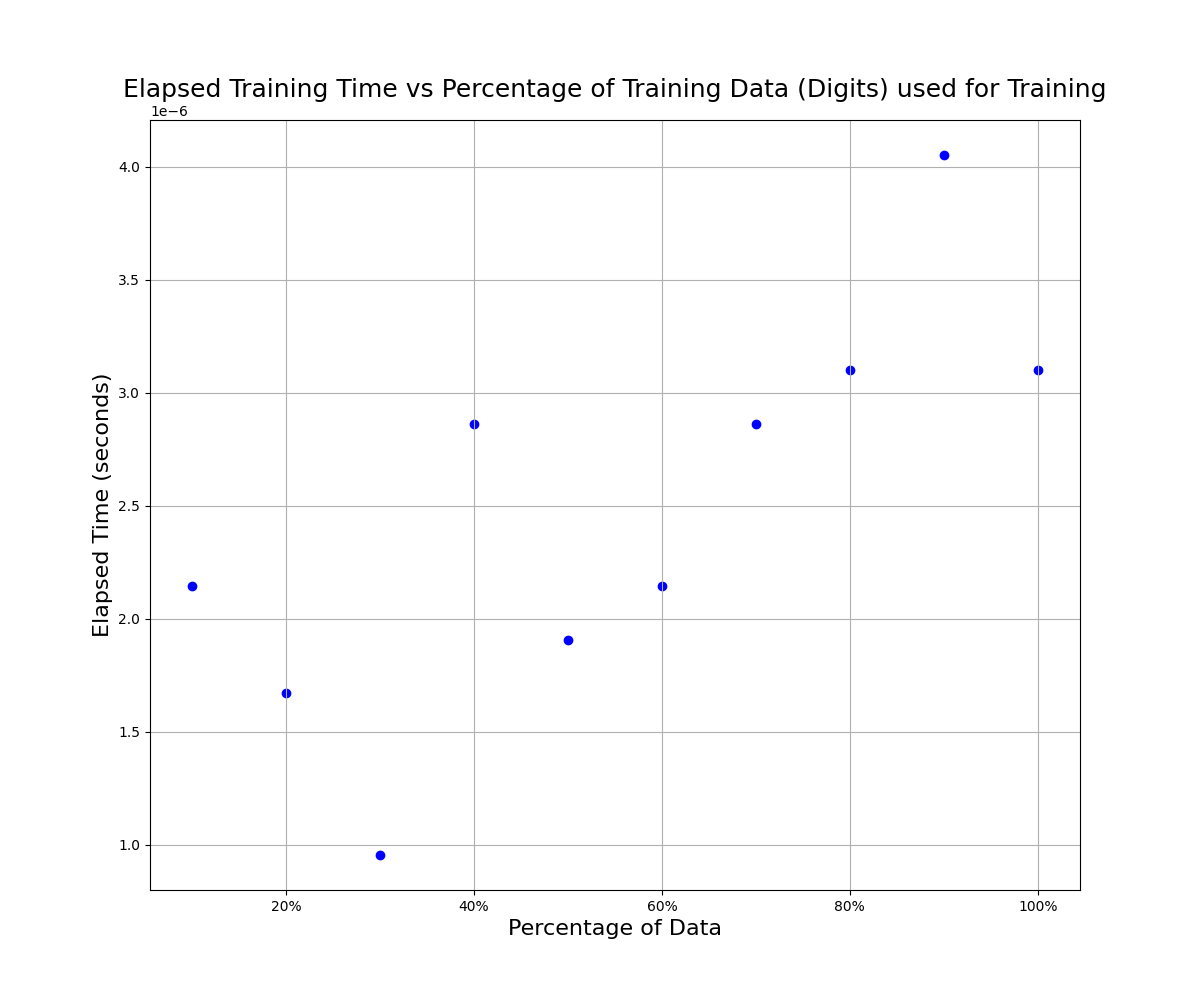 Elapsed Training Time vs Percentage of Training Data (Digits) used for Training
1e−6
4.0
3.5
3.0
2.5
2.0
1.5
1.0
Elapsed Time (seconds)
20% 40% 60% 80% 100%
Percentage of Data